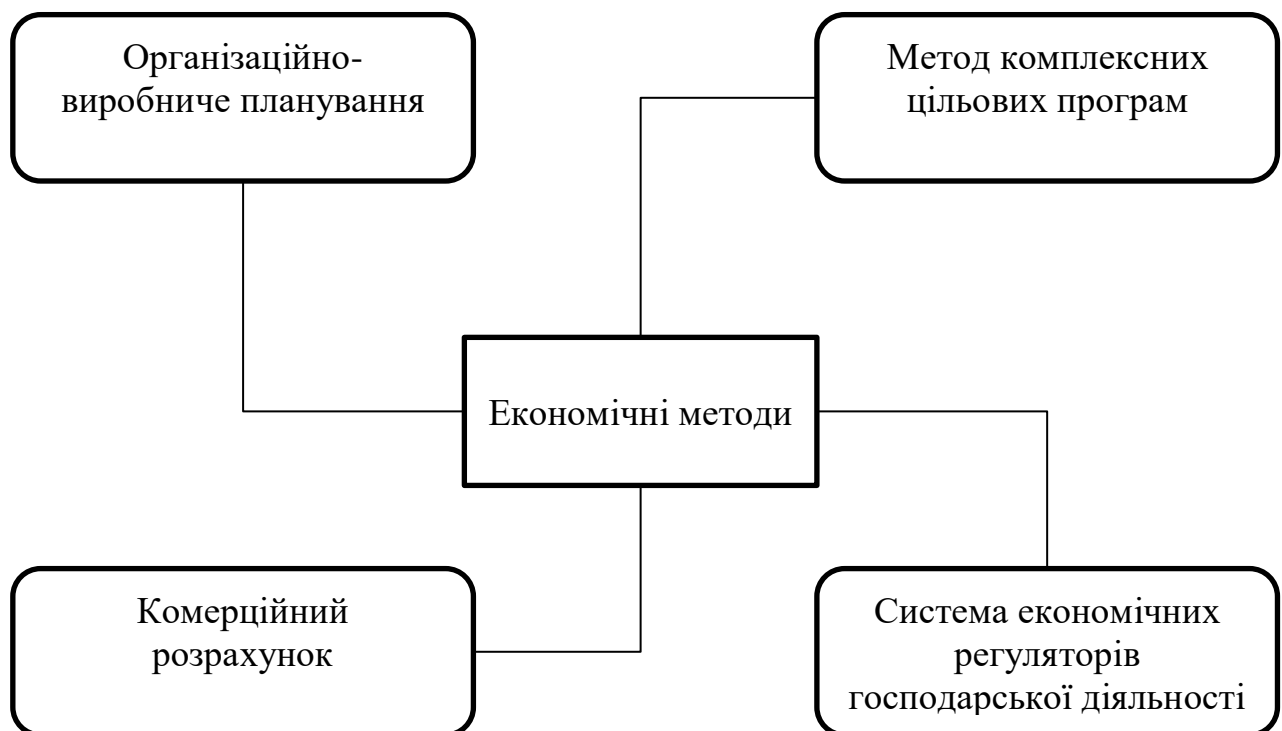 Організаційно-
виробниче планування
Метод комплексних
цільових програм
Економічні методи
Комерційний
розрахунок
Система економічних
регуляторів
господарської діяльності